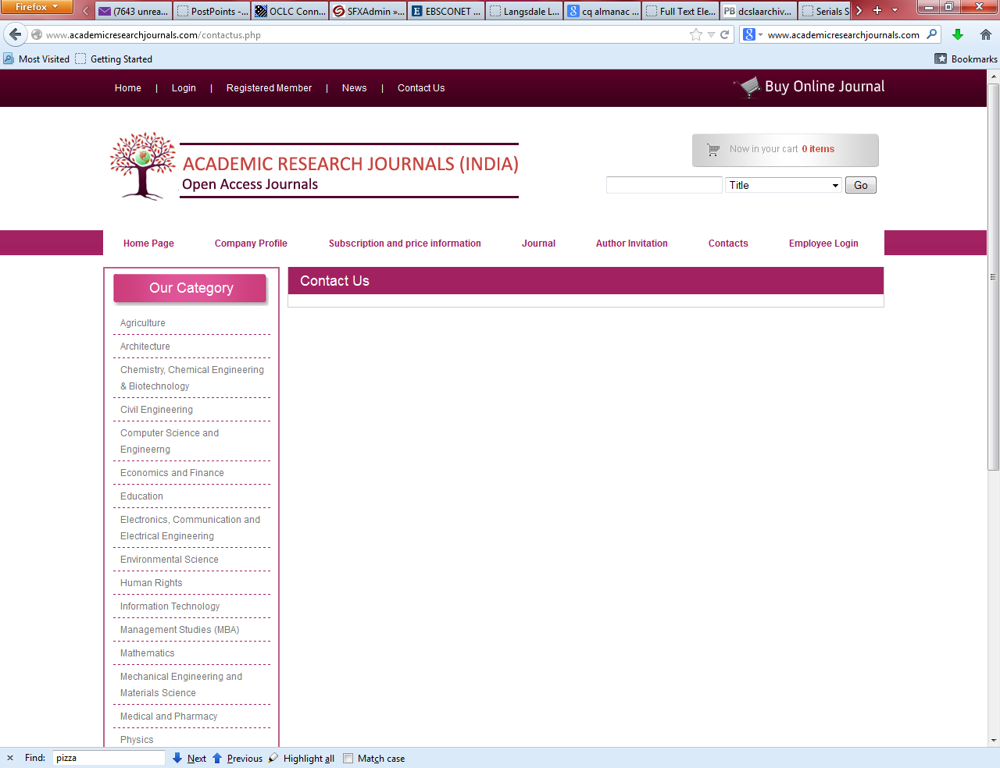 Firefox
(7643 unrea...
PostPoints -...
OCLC Conn...
SFXAdmin »...
EBSCONET ...
Langsdale L...
cq almanac ...
Full Text Ele...
PB dcslaarchiv...
Serials S
www.academicresearchjournals.com/contactus.php
8 www.academicresearchjournals.com
Most Visited
Getting Started
Bookmarks
Home | Login | Registered Member | News | Contact Us
Buy Online Journal
Now in your cart 0 items
ACADEMIC RESEARCH JOURNALS (INDIA)
Open Access Journals
Title
Go
Home Page
Company Profile
Subscription and price information
Journal
Author Invitation
Contacts
Employee Login
Our Category
Agriculture
Architecture
Chemistry, Chemical Engineering
& Biotechnology
Civil Engineering
Computer Science and
Engineerng
Economics and Finance
Education
Electronics, Communication and
Electrical Engineering
Environmental Science
Human Rights
Information Technology
Management Studies (MBA)
Mathematics
Mechanical Engineering and
Materials Science
Medical and Pharmacy
Physics
Contact Us
x Find: pizza Next Previous Highlight all Match case